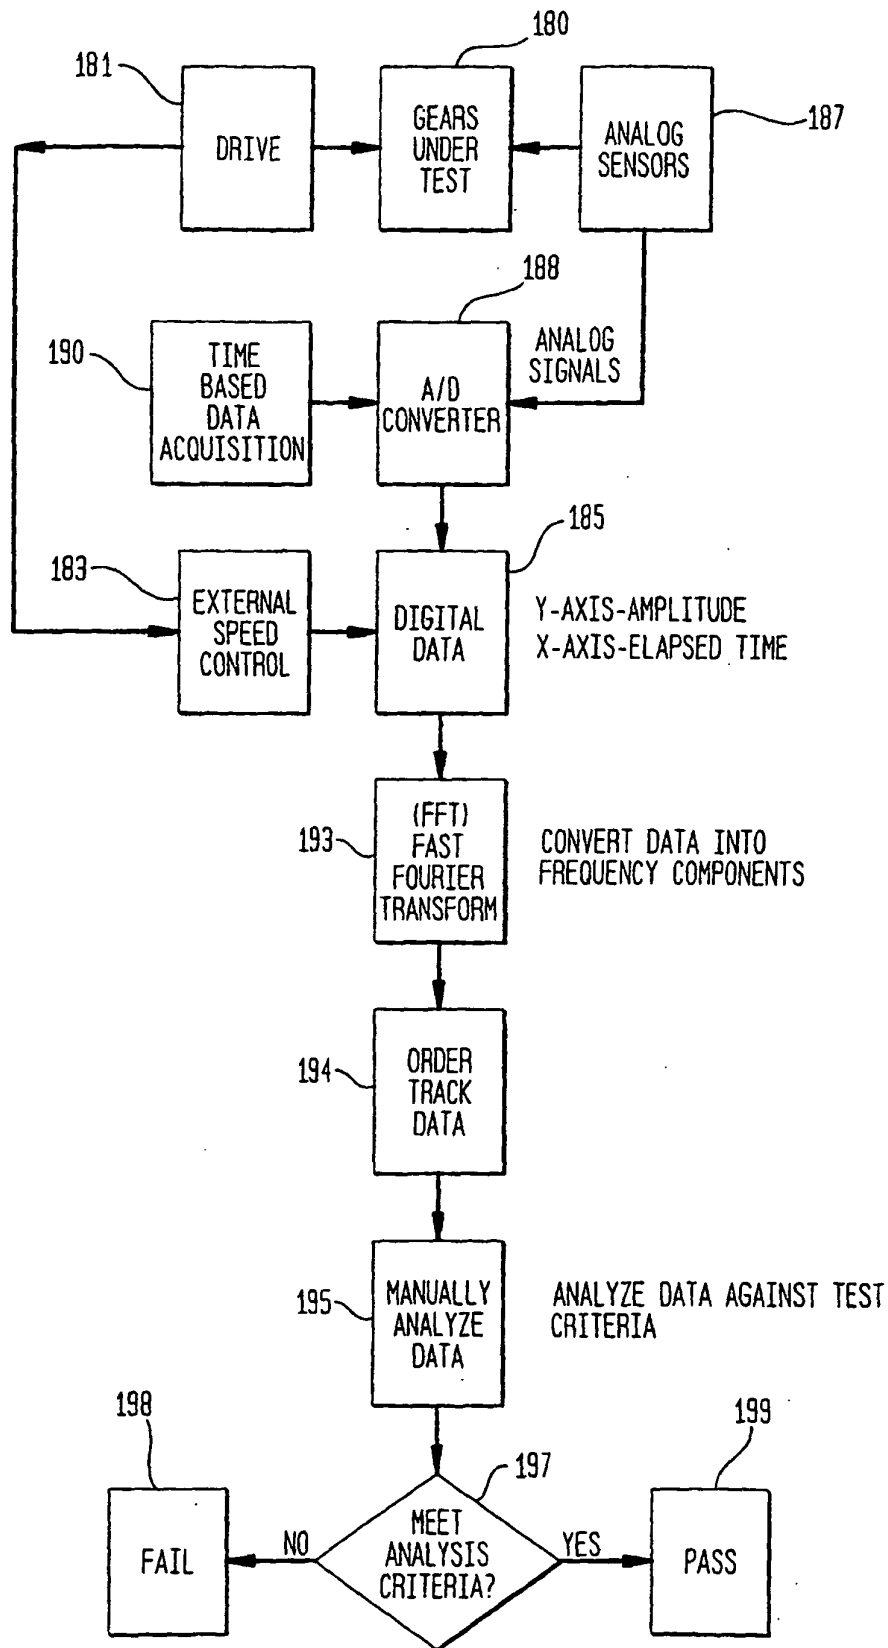 180
181
DRIVE
GEARS
UNDER
TEST
ANALOG
SENSORS
187
188
190
TIME
BASED
DATA
ACQUISITION
A/D
CONVERTER
ANALOG
SIGNALS
185
183
EXTERNAL
SPEED
CONTROL
DIGITAL
DATA
Y-AXIS-AMPLITUDE
X-AXIS-ELAPSED TIME
193
(FFT)
FAST
FOURIER
TRANSFORM
CONVERT DATA INTO
FREQUENCY COMPONENTS
194
ORDER
TRACK
DATA
195
MANUALLY
ANALYZE
DATA
ANALYZE DATA AGAINST TEST
CRITERIA
198
197
199
FAIL
NO
MEET
ANALYSIS
CRITERIA?
YES
PASS